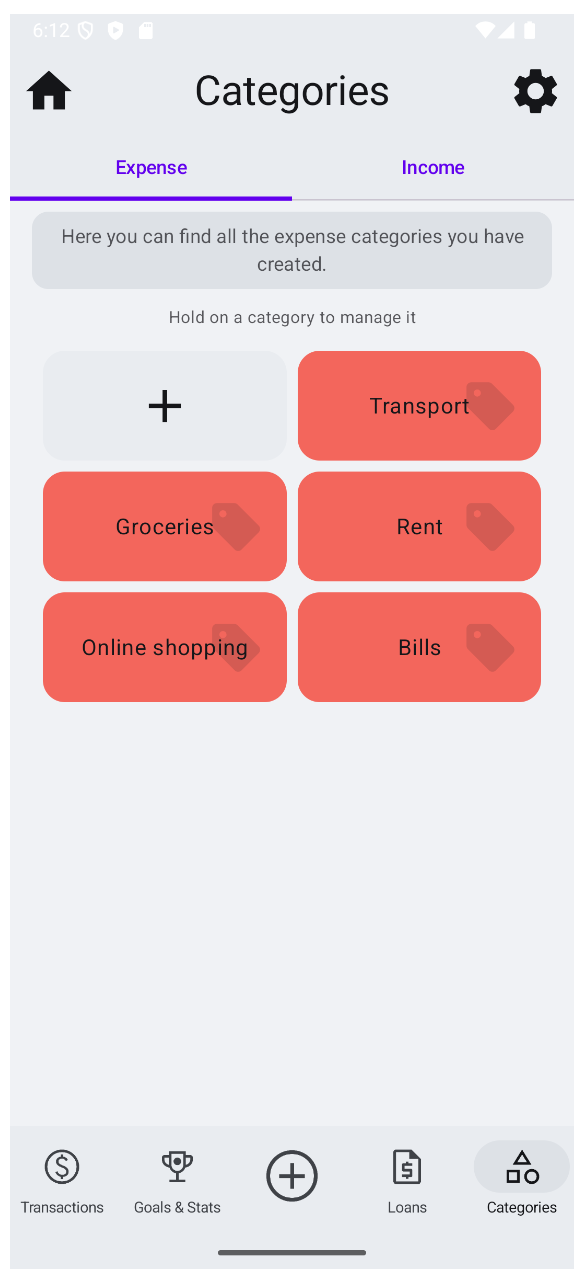 6:12
Categories
Expense
Income
Here you can find all the expense categories you have
created.
Hold on a category to manage it
Transport
Groceries
Rent
Online shopping
Bills
Transactions
Goals & Stats
Loans
Categories